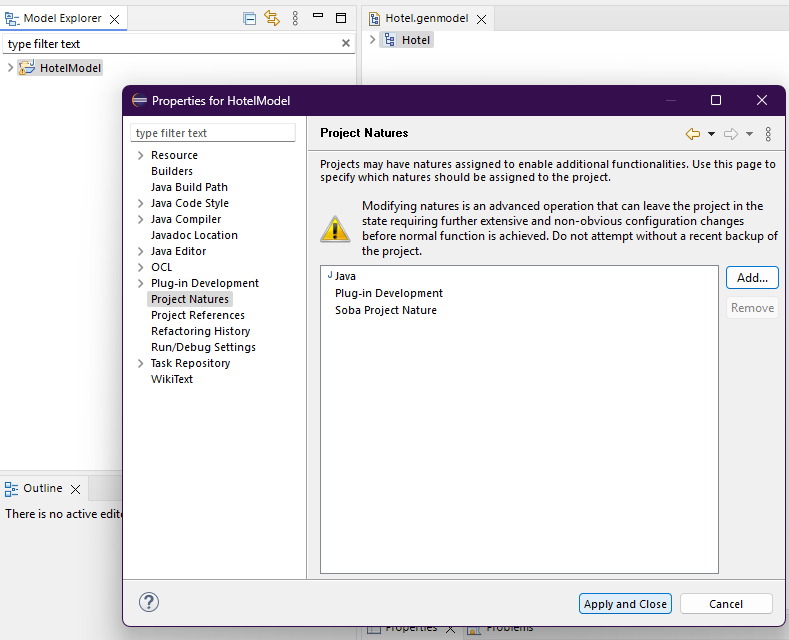 Model Explorer
Hotel.genmodel
type filter text
Hotel
HotelModel
Properties for HotelModel
type filter text
Resource
Builders
Java Build Path
Java Code Style
Java Compiler
Javadoc Location
Java Editor
OCL
Plug-in Development
Project Natures
Project References
Refactoring History
Run/Debug Settings
Task Repository
WikiText
Project Natures
Projects may have natures assigned to enable additional functionalities. Use this page to
specify which natures should be assigned to the project.
Modifying natures is an advanced operation that can leave the project in the
state requiring further extensive and non-obvious configuration changes
before normal function is achieved. Do not attempt without a recent backup of
the project.
Java
Plug-in Development
Soba Project Nature
Add...
Remove
Outline
There is no active edit
Apply and Close
Cancel
Properties
Problems